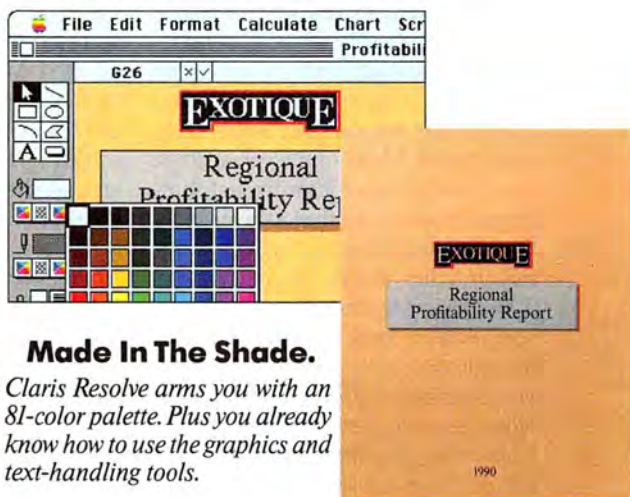 File Edit Format Calculate Chart Scr
Profitabili
G26
EXOTIQUE
Regional
Profitability Rep
A
EXOTIQUE
Regional
Profitability Report
1990
Made In The Shade.
Claris Resolve arms you with an
81-color palette. Plus you already
know how to use the graphics and
text-handling tools.